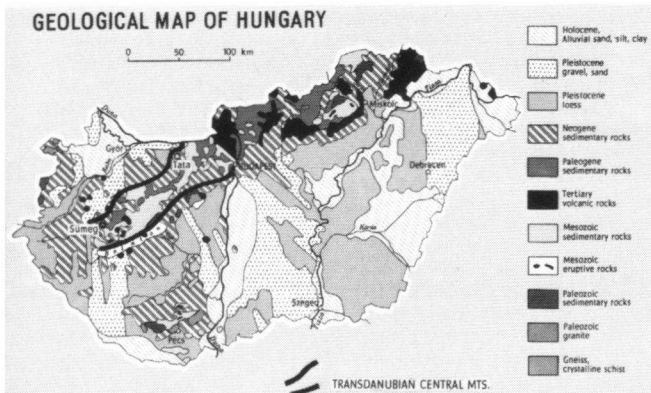 GEOLOGICAL MAP OF HUNGARY
0 50 100 km
Holocene,
Alluvial sand, silt, clay
Pleistocene
gravel, sand
Pleistocene
loess
Neogene
sedimentary rocks
Paleogene
sedimentary rocks
Tertiary
volcanic rocks
Mesozoic
sedimentary rocks
Mesozoic
eruptive rocks
Paleozoic
sedimentary rocks
Paleozoic
granite
Gneiss,
crystalline schist
Miskolc
Tisza
Győr
Tata
BUDAPEST
Debrecen
Sümeg
Körös
Szeged
Tisza
Pécs
TRANSDANUBIAN CENTRAL MTS.